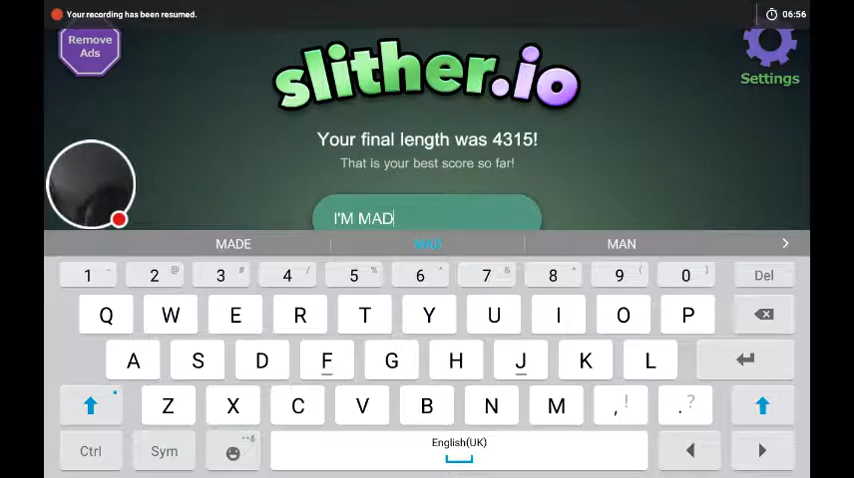 Your recording has been resumed.
06:56
Remove
Ads
slither.io
Settings
Your final length was 4315!
That is your best score so far!
I'M MAD
MADE MAD MAN
1 2 @ 3 # 4 / 5 % 6 ^ 7 & 8 * 9 ( 0 ) Del
Q W E R T Y U I O P
A S D F G H J K L
Z X C V B N M , ! . ?
Ctrl Sym English(UK)